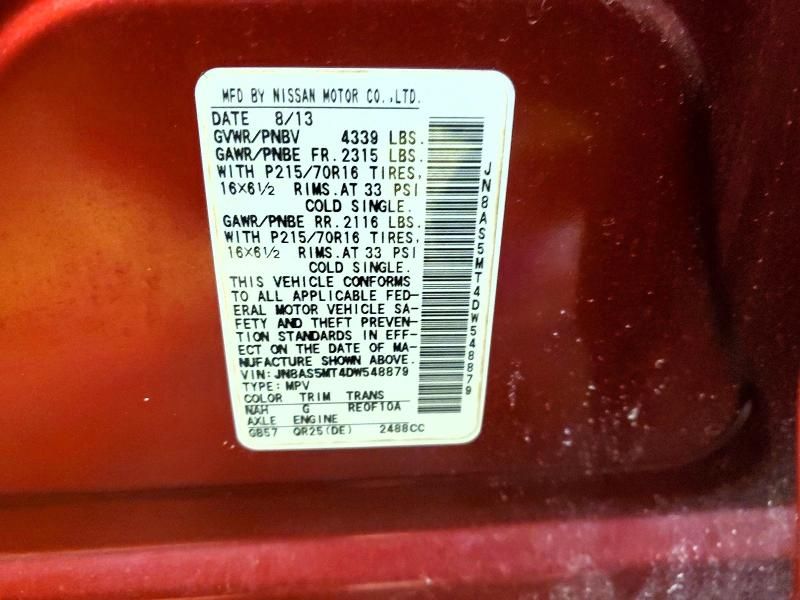 MFD BY NISSAN MOTOR CO.,LTD.
DATE 8/13
GVWR/PNBV 4339 LBS.
GAWR/PNBE FR. 2315 LBS.
WITH P215/70R16 TIRES,
16×6½ RIMS. AT 33 PSI
COLD SINGLE.
GAWR/PNBE RR. 2116 LBS.
WITH P215/70R16 TIRES,
16×6½ RIMS. AT 33 PSI
COLD SINGLE.
THIS VEHICLE CONFORMS
TO ALL APPLICABLE FED-
ERAL MOTOR VEHICLE SA-
FETY AND THEFT PREVEN-
TION STANDARDS IN EFF-
ECT ON THE DATE OF MA-
NUFACTURE SHOWN ABOVE.
VIN: JN8AS5MT4DW548879
TYPE: MPV
COLOR TRIM TRANS
NAH G RE0F10A
AXLE ENGINE
GB57 QR25(DE) 2488CC
JN8AS5MT4DW548879